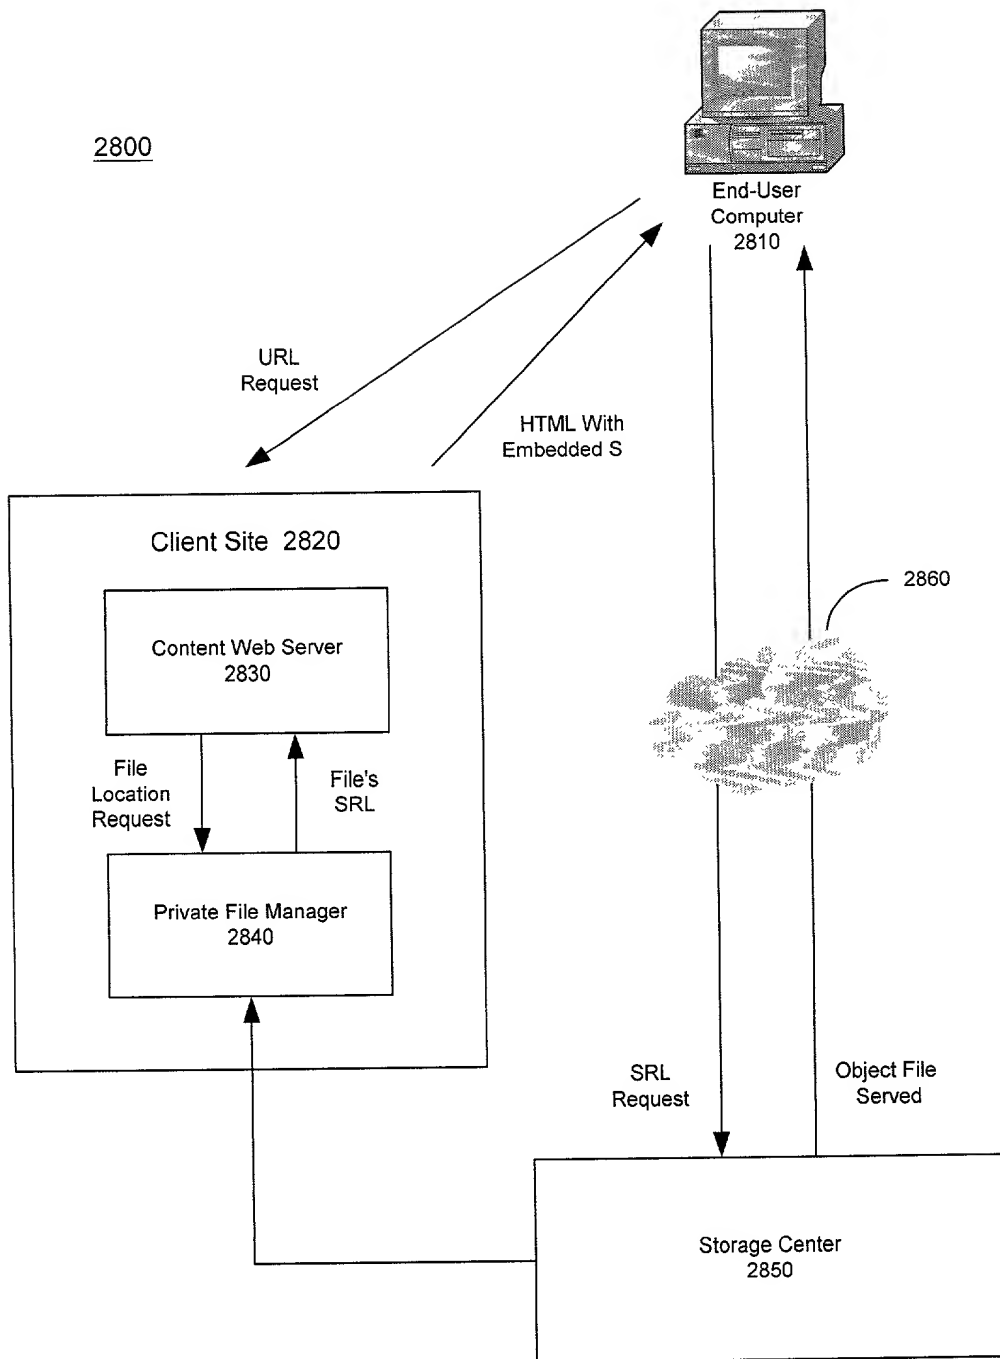 2800
End-User
Computer
2810
URL
Request
HTML With
Embedded S
Client Site 2820
2860
Content Web Server
2830
File
Location
Request
File's
SRL
Private File Manager
2840
SRL
Request
Object File
Served
Storage Center
2850